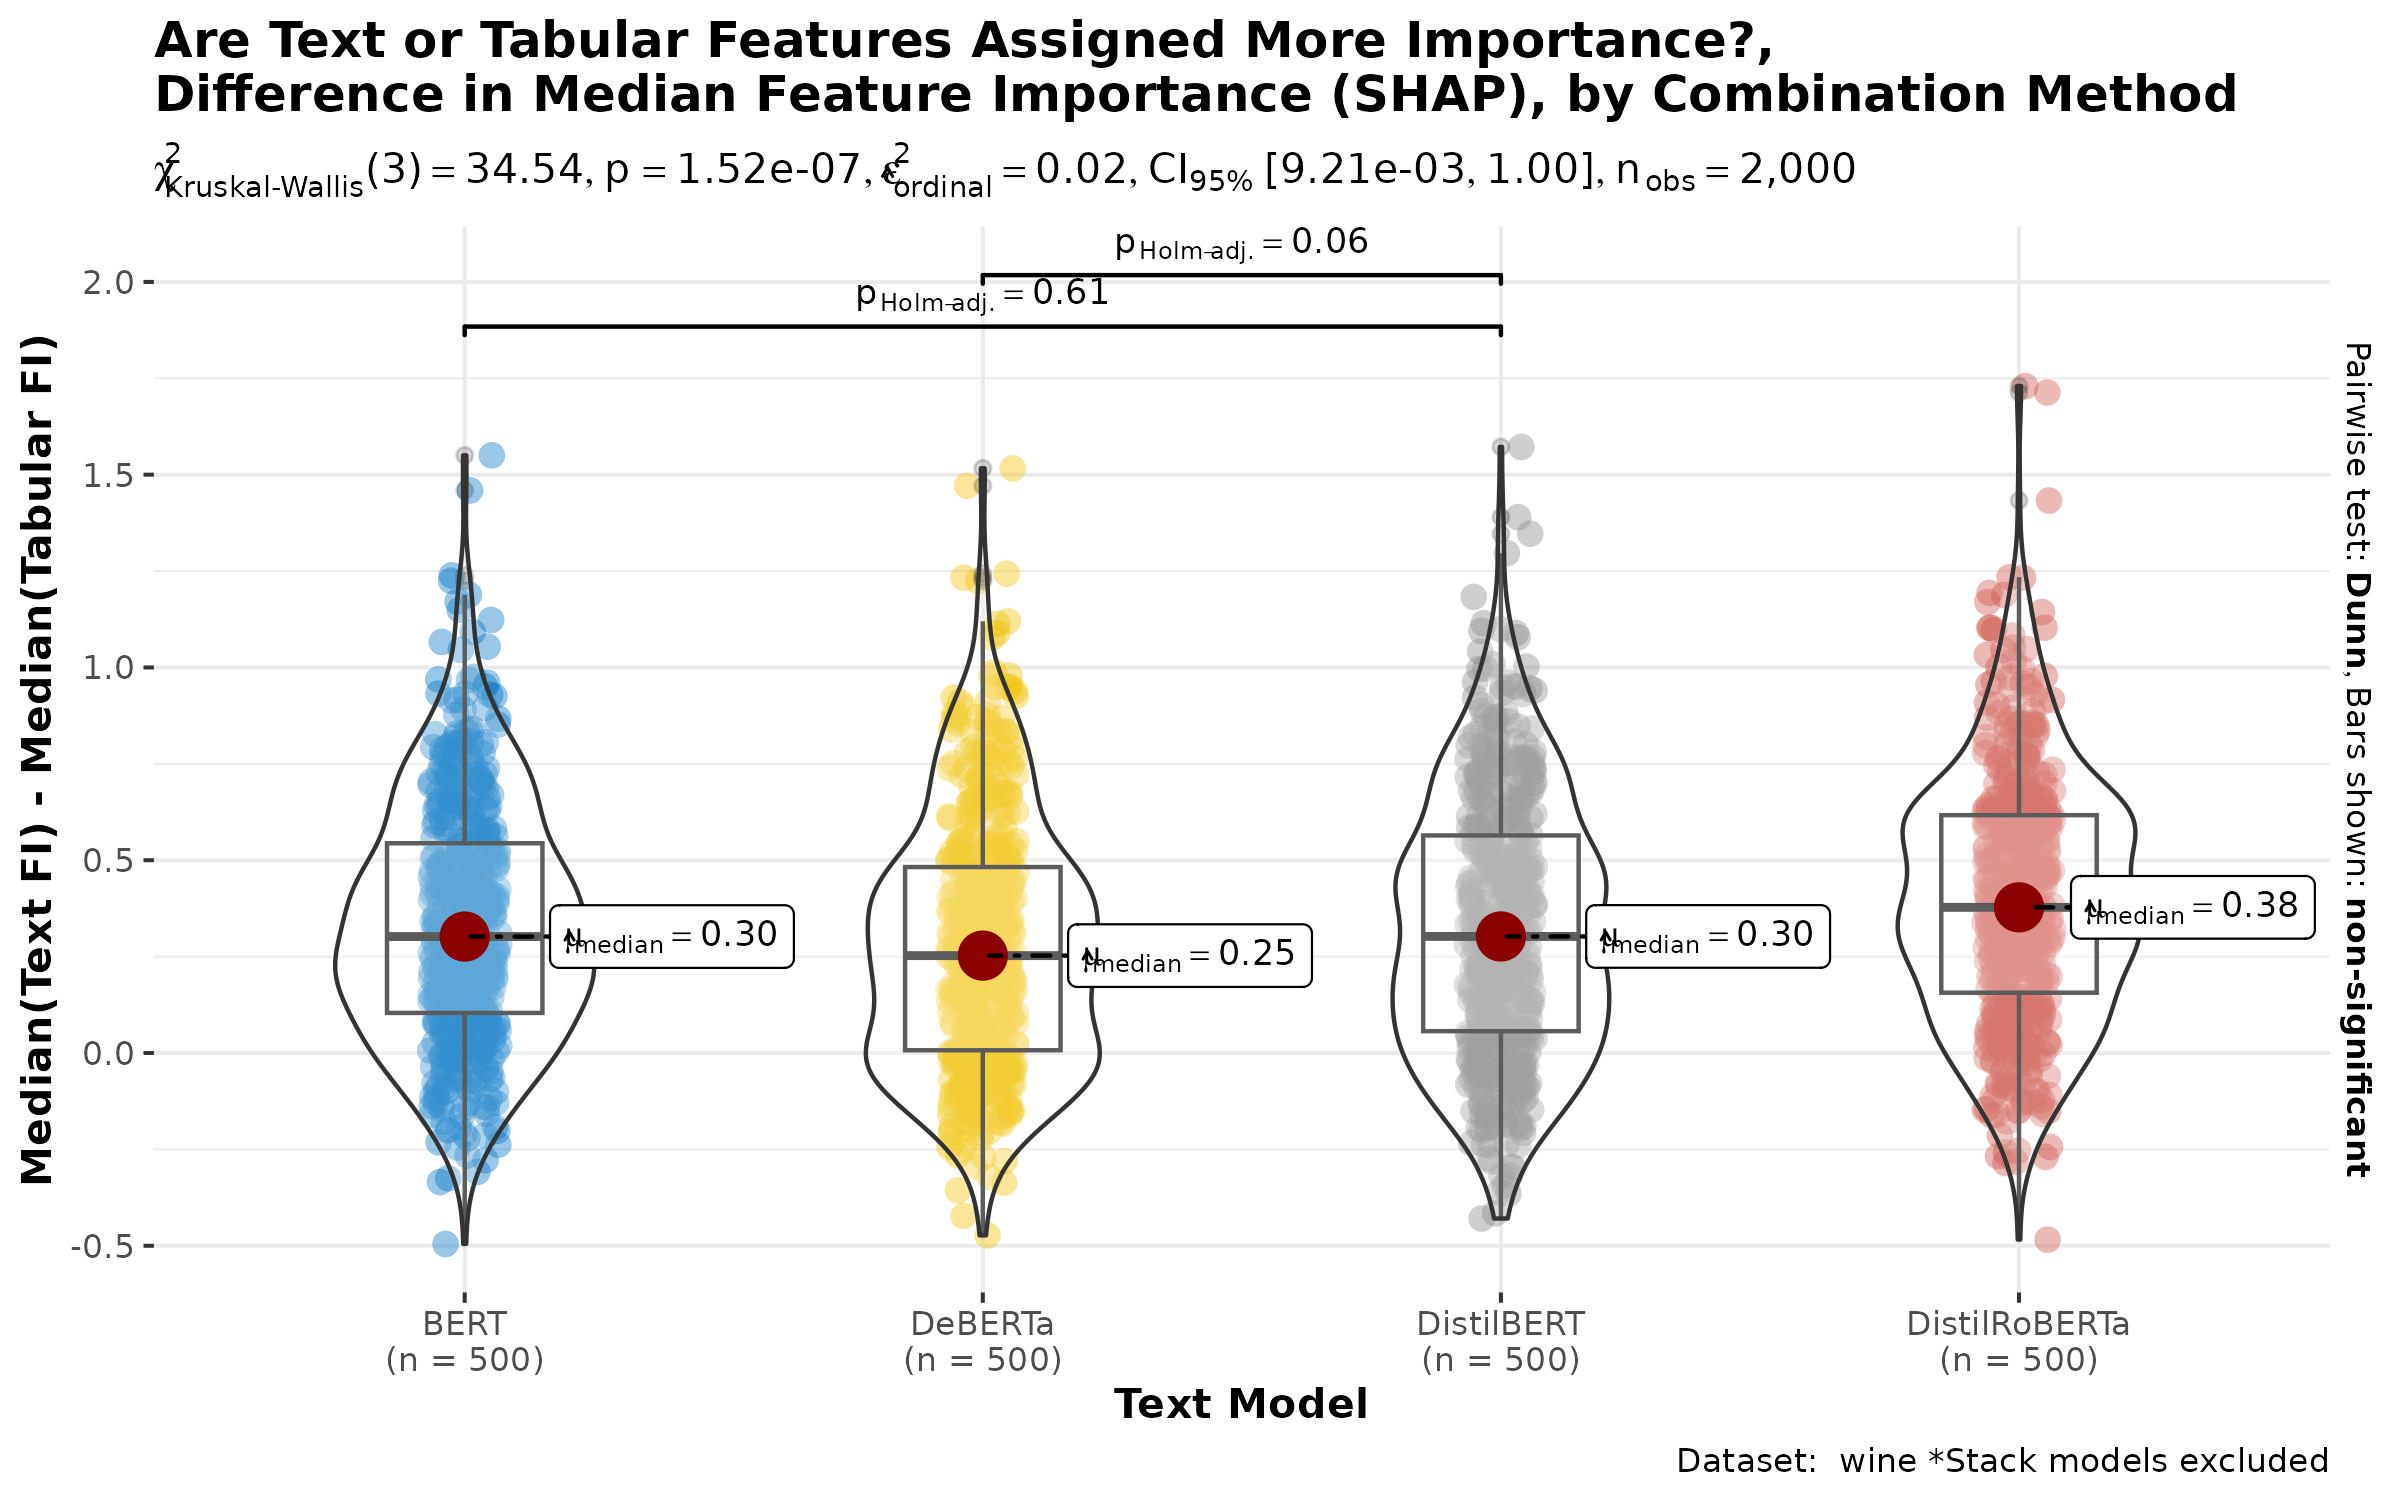 Are Text or Tabular Features Assigned More Importance?,
Difference in Median Feature Importance (SHAP), by Combination Method
χ²Kruskal-Wallis(3) = 34.54, p = 1.52e-07, ε̂²ordinal = 0.02, CI95% [9.21e-03, 1.00], nobs = 2,000
pHolm-adj. = 0.06
pHolm-adj. = 0.61
Median(Text FI) - Median(Tabular FI)
2.0
1.5
1.0
0.5
0.0
-0.5
μ̂median = 0.30
μ̂median = 0.25
μ̂median = 0.30
μ̂median = 0.38
Pairwise test: Dunn, Bars shown: non-significant
BERT
(n = 500)
DeBERTa
(n = 500)
DistilBERT
(n = 500)
DistilRoBERTa
(n = 500)
Text Model
Dataset:  wine *Stack models excluded